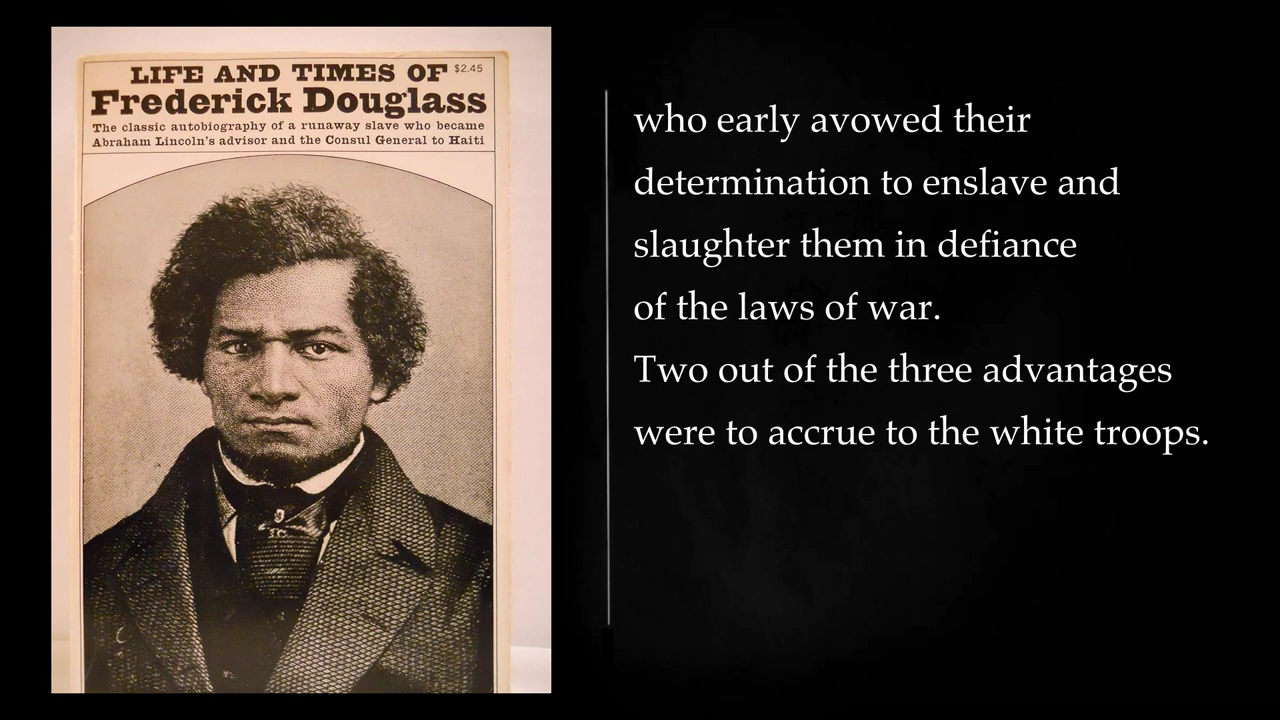 LIFE AND TIMES OF $2.45
Frederick Douglass
The classic autobiography of a runaway slave who became
Abraham Lincoln's advisor and the Consul General to Haiti
who early avowed their
determination to enslave and
slaughter them in defiance
of the laws of war.
Two out of the three advantages
were to accrue to the white troops.